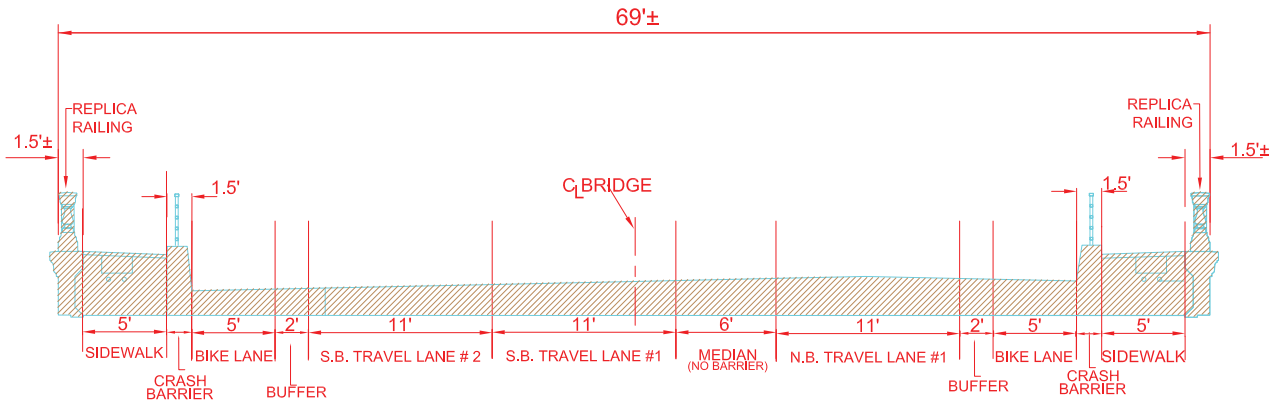 69'±
REPLICA
RAILING
REPLICA
RAILING
1.5'±
1.5'±
1.5'
C L BRIDGE
1.5'
5'
5'
2'
11'
11'
6'
11'
2'
5'
5'
SIDEWALK
BIKE LANE
S.B. TRAVEL LANE # 2
S.B. TRAVEL LANE #1
MEDIAN
(NO BARRIER)
N.B. TRAVEL LANE #1
BIKE LANE
SIDEWALK
CRASH
BARRIER
BUFFER
BUFFER
CRASH
BARRIER